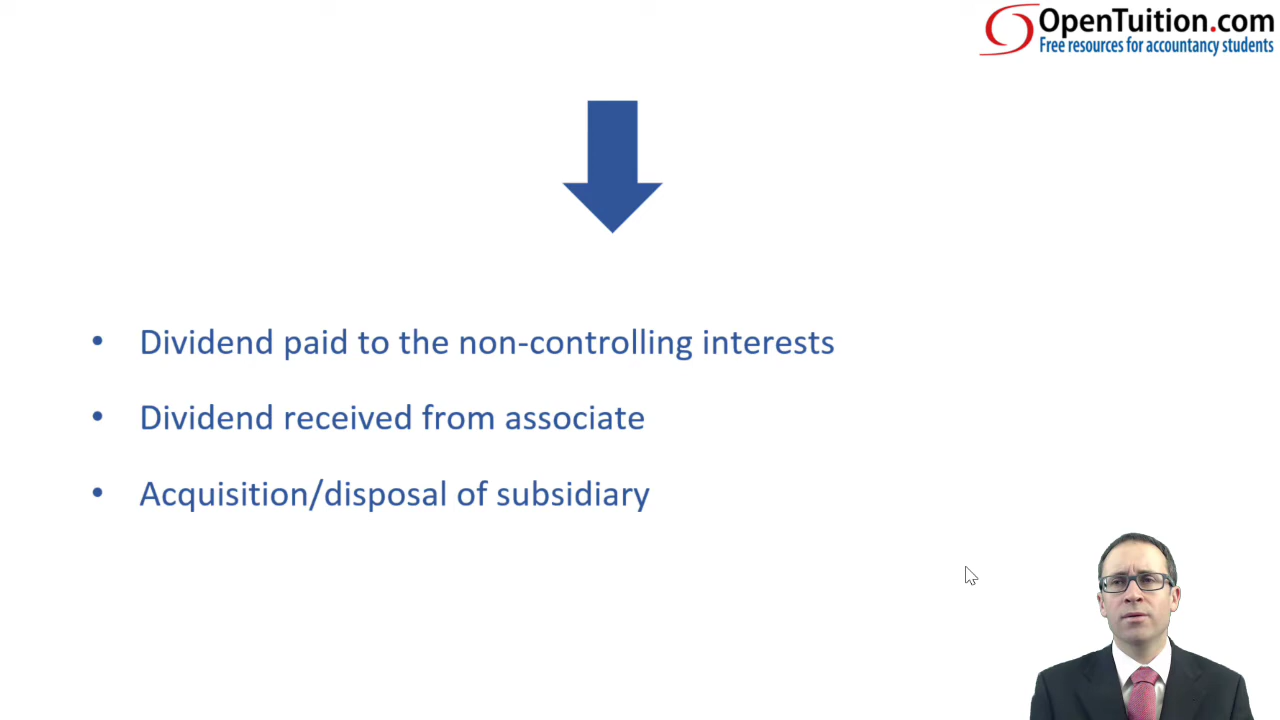 OpenTuition.com
Free resources for accountancy students
• Dividend paid to the non-controlling interests
• Dividend received from associate
• Acquisition/disposal of subsidiary